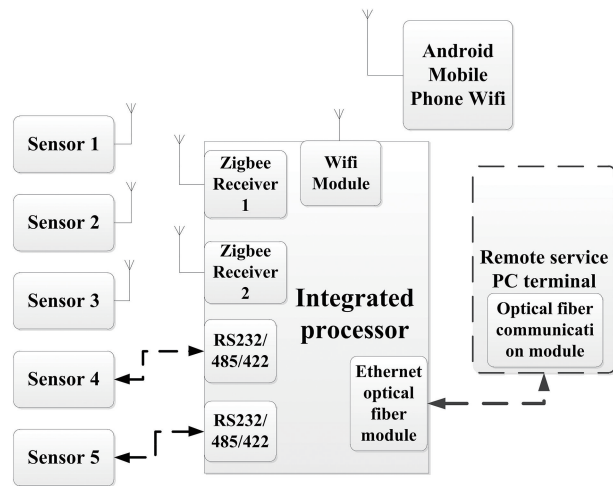 Android
Mobile
Phone Wifi
Sensor 1
Sensor 2
Sensor 3
Sensor 4
Sensor 5
Zigbee
Receiver
1
Wifi
Module
Zigbee
Receiver
2
Integrated
processor
RS232/
485/422
RS232/
485/422
Ethernet
optical
fiber
module
Remote service
PC terminal
Optical fiber
communicati
on module